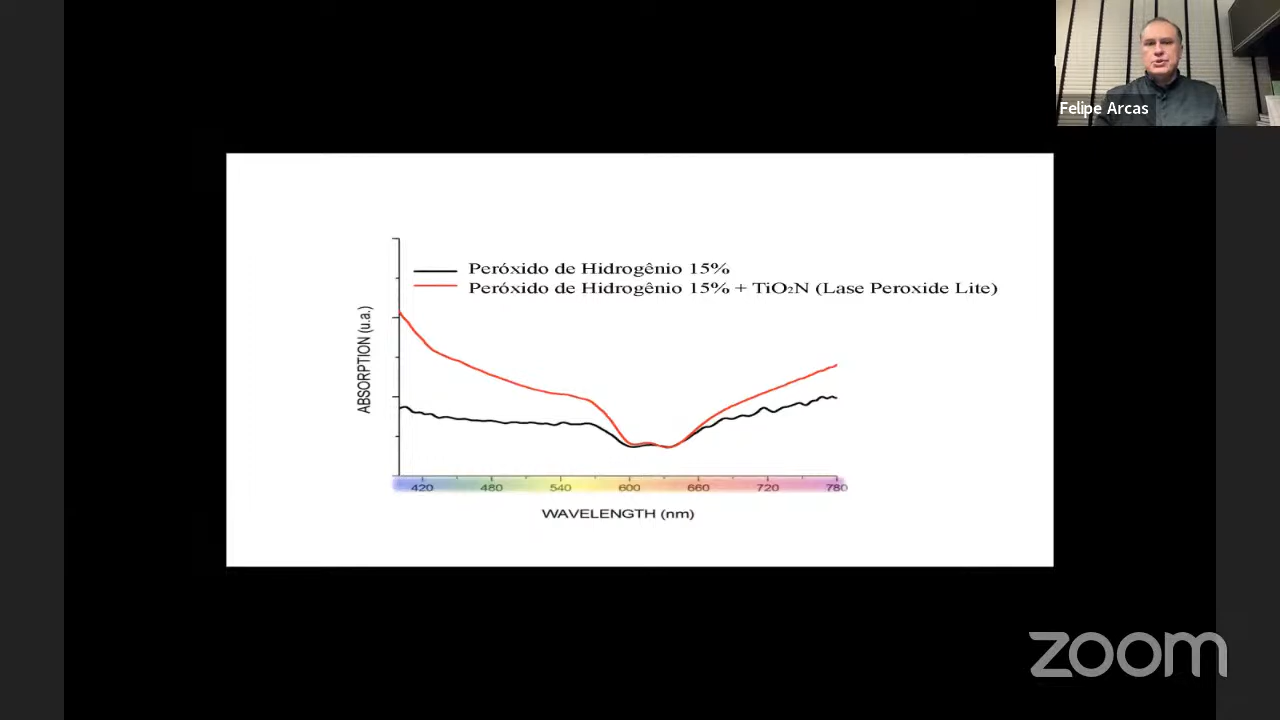 Felipe Arcas
Peróxido de Hidrogênio 15%
Peróxido de Hidrogênio 15% + TiO₂N (Lase Peroxide Lite)
ABSORPTION (u.a.)
420 480 540 600 660 720 780
WAVELENGTH (nm)
zoom